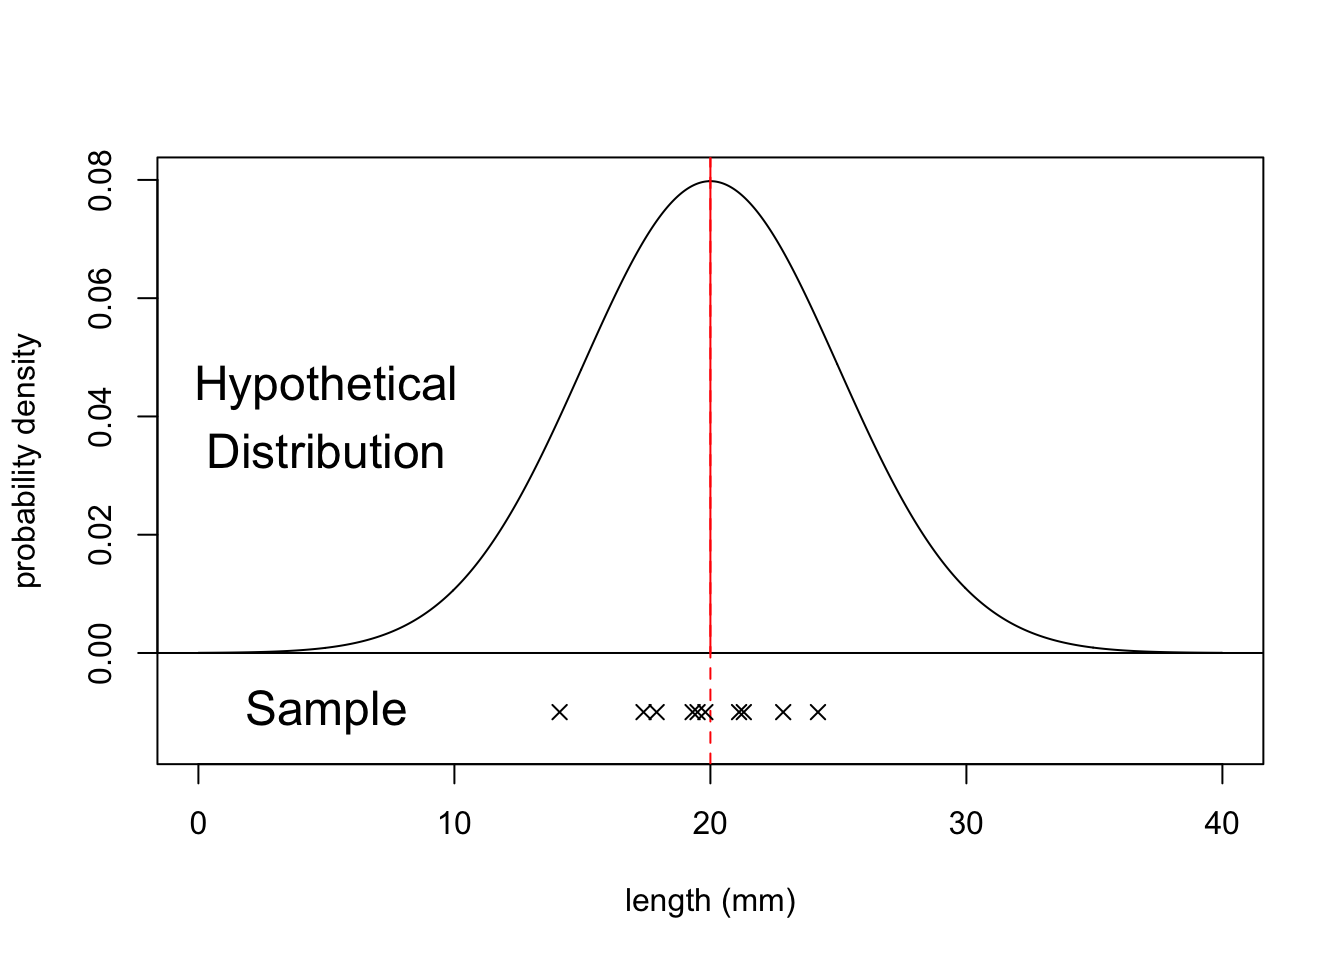 0.08
0.06
0.04
0.02
0.00
probability density
Hypothetical
Distribution
Sample
0 10 20 30 40
length (mm)